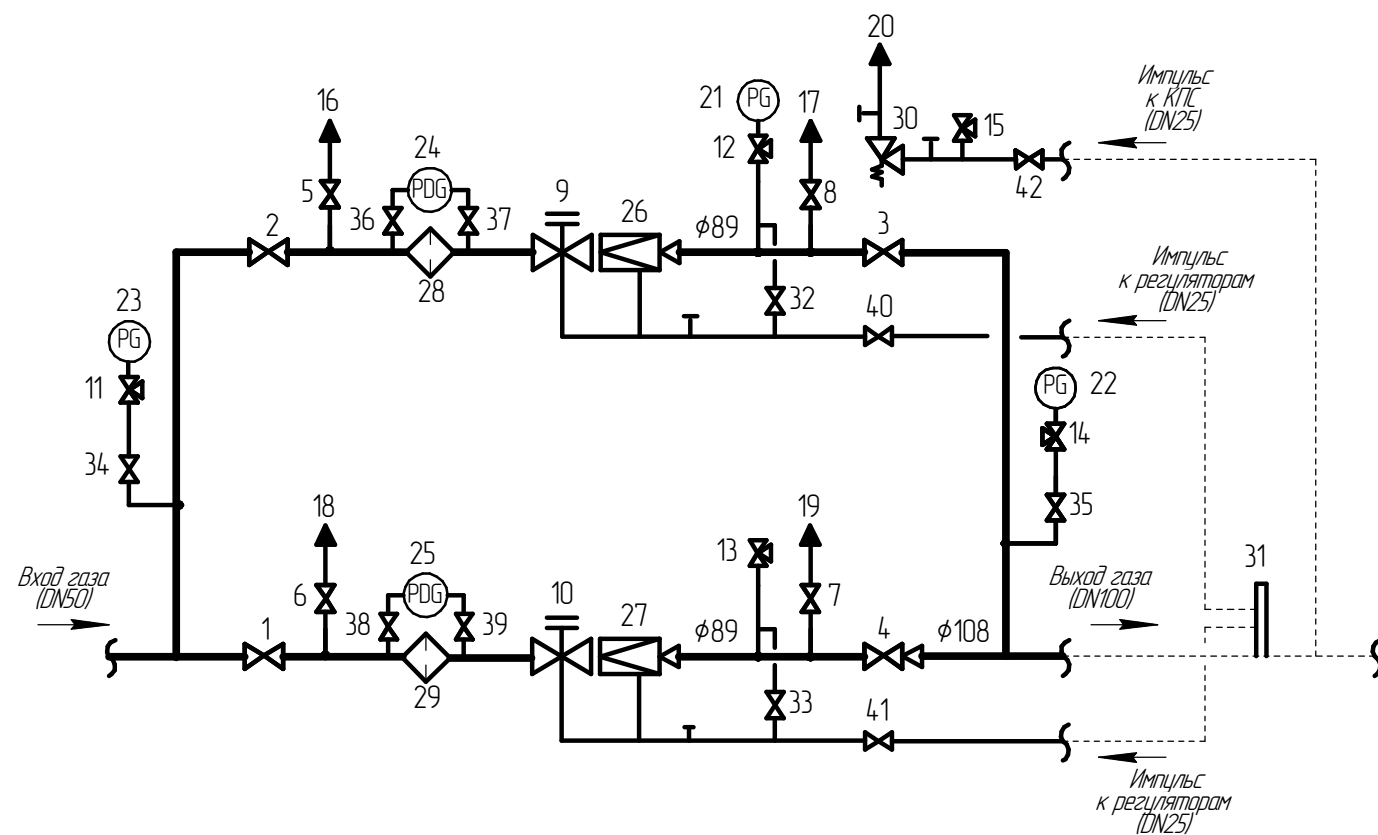 20
Импульс
к КПС
(DN25)
16
21
PG
17
30
15
24
12
42
PDG
5
36
37
9
26
8
2
ϕ89
3
28
32
Импульс
к регуляторам
(DN25)
23
40
PG
PG
22
11
14
34
35
18
19
25
13
31
Вход газа
(DN50)
PDG
Выход газа
(DN100)
6
38
39
10
27
7
1
ϕ89
4
ϕ108
29
33
41
Импульс
к регуляторам
(DN25)